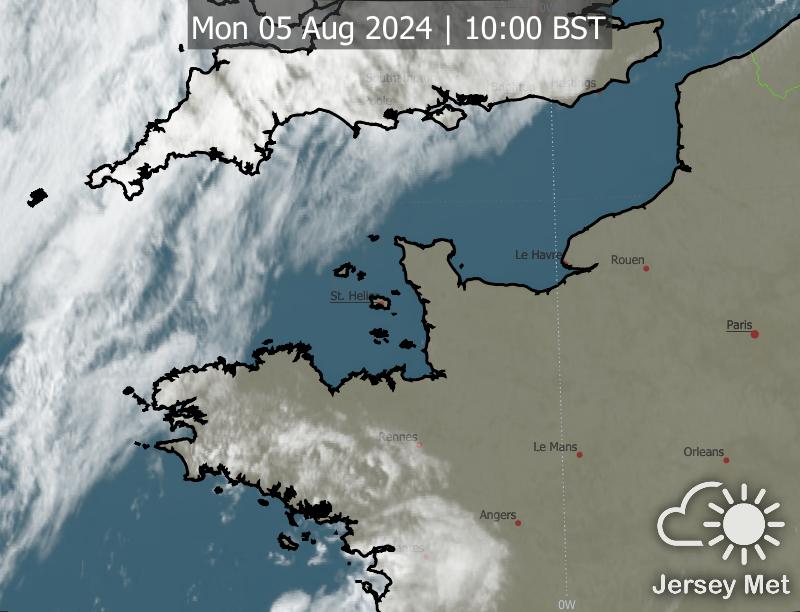 Mon 05 Aug 2024 | 10:00 BST
Hastings
Le Havre
Rouen
St. Helier
Paris
Rennes
Le Mans
Orleans
Angers
Jersey Met
0W